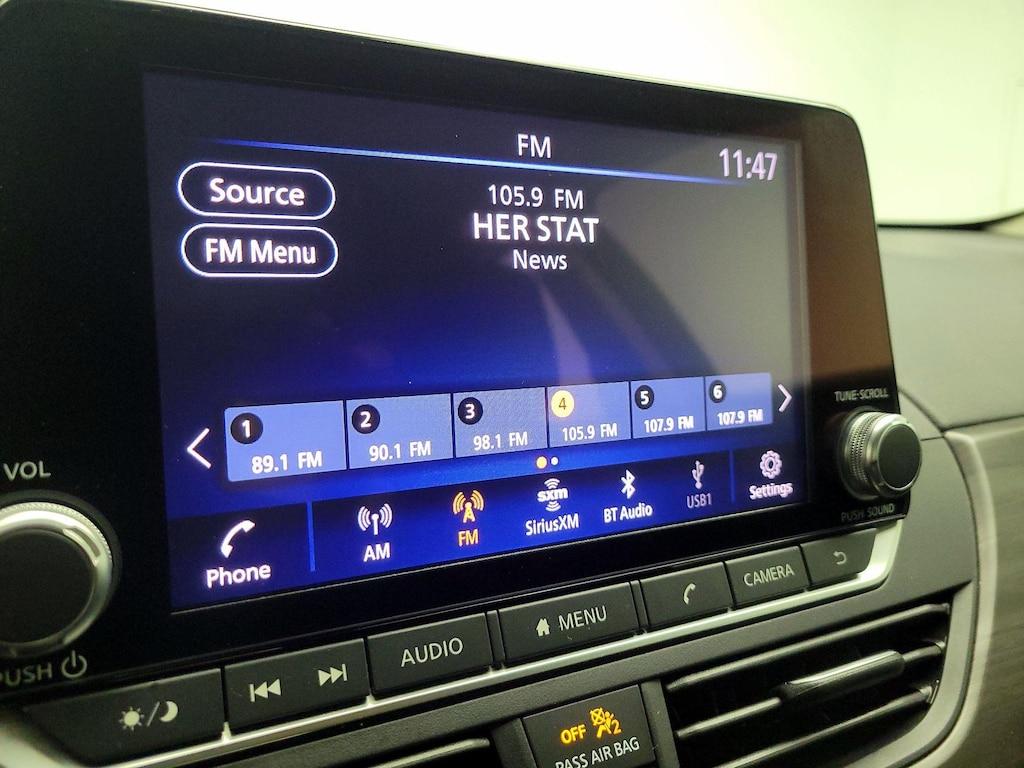 FM
11:47
Source
FM Menu
105.9 FM
HER STAT
News
1
89.1 FM
2
90.1 FM
3
98.1 FM
4
105.9 FM
5
107.9 FM
6
107.9 FM
Phone
AM
FM
sxm
SiriusXM
BT Audio
USB1
Settings
VOL
PUSH
TUNE·SCROLL
PUSH SOUND
AUDIO
MENU
CAMERA
OFF
2
PASS AIR BAG